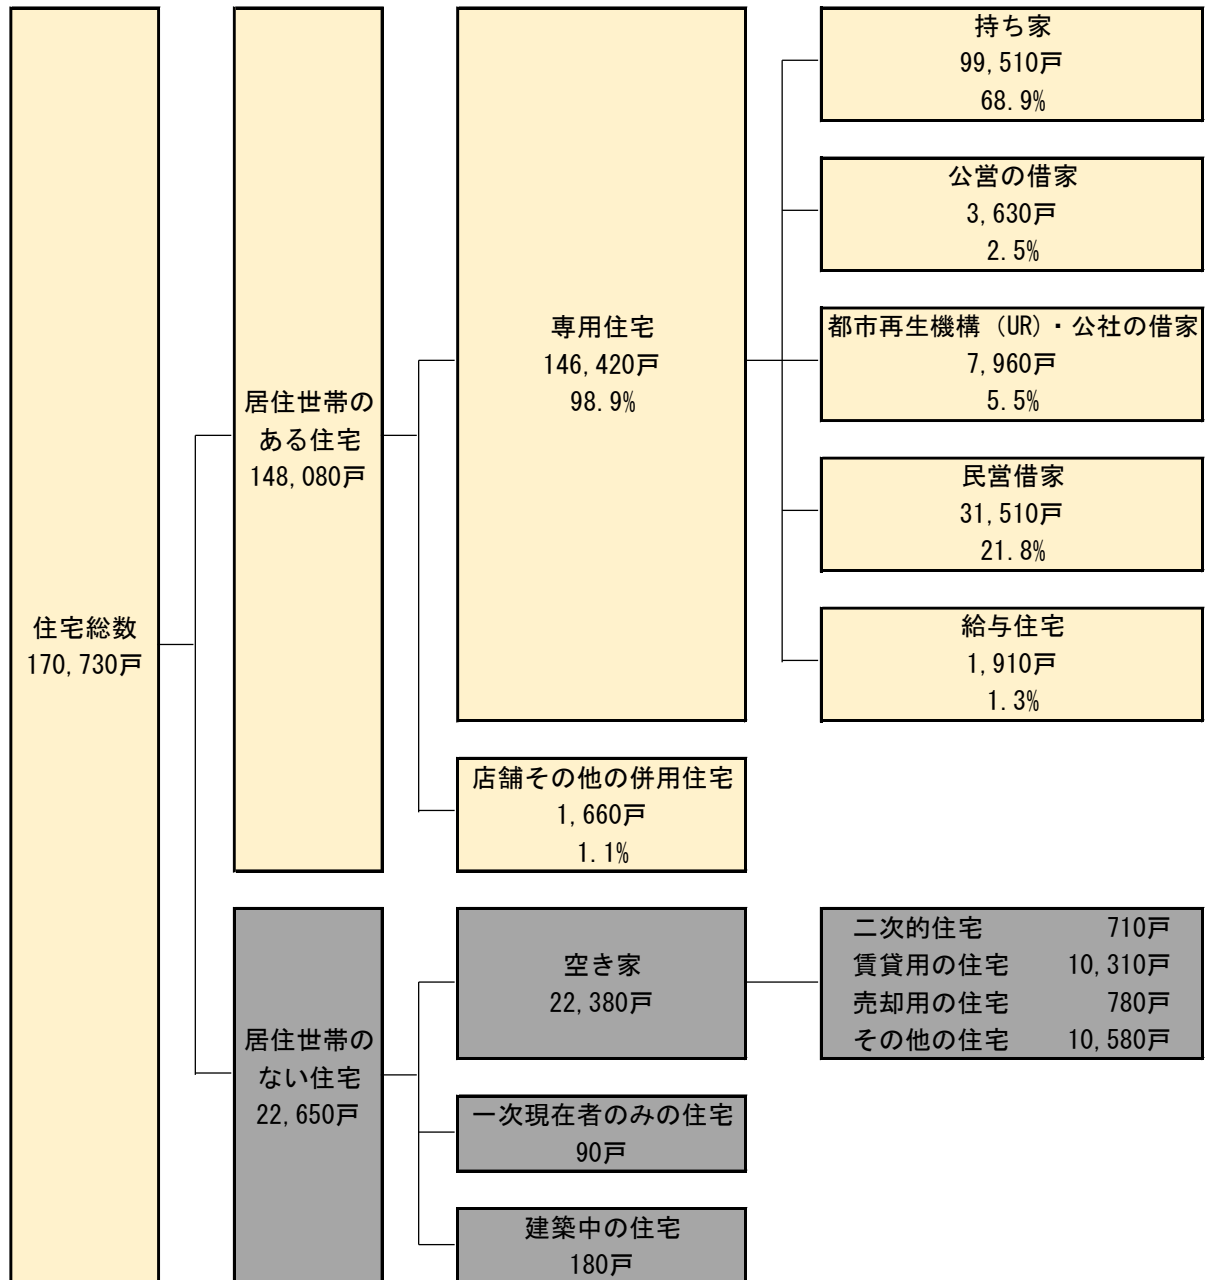 住宅総数
170,730戸
居住世帯の
ある住宅
148,080戸
専用住宅
146,420戸
98.9%
持ち家
99,510戸
68.9%
公営の借家
3,630戸
2.5%
都市再生機構（UR）・公社の借家
7,960戸
5.5%
民営借家
31,510戸
21.8%
給与住宅
1,910戸
1.3%
店舗その他の併用住宅
1,660戸
1.1%
居住世帯の
ない住宅
22,650戸
空き家
22,380戸
二次的住宅 710戸
賃貸用の住宅 10,310戸
売却用の住宅 780戸
その他の住宅 10,580戸
一次現在者のみの住宅
90戸
建築中の住宅
180戸